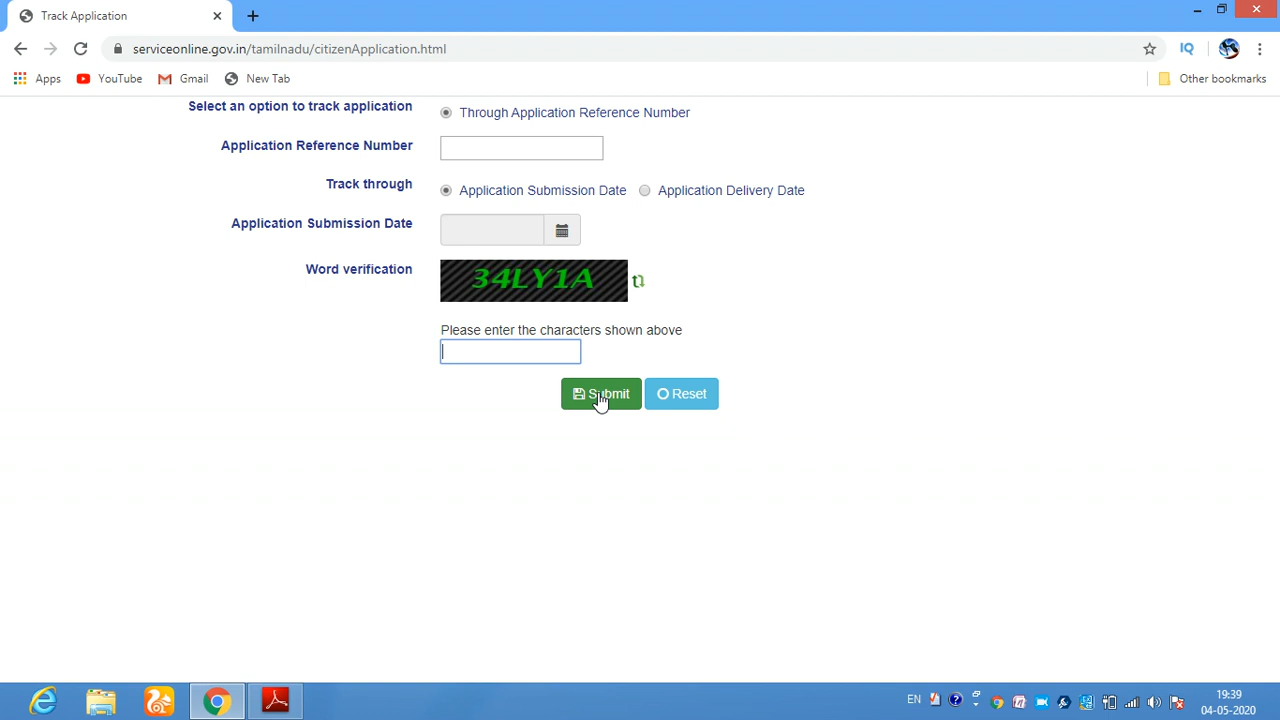 Track Application
serviceonline.gov.in/tamilnadu/citizenApplication.html
IQ
Apps YouTube Gmail New Tab Other bookmarks
Select an option to track application Through Application Reference Number
Application Reference Number
Track through Application Submission Date Application Delivery Date
Application Submission Date
Word verification 34LY1A
Please enter the characters shown above
Submit Reset
EN 19:39
04-05-2020